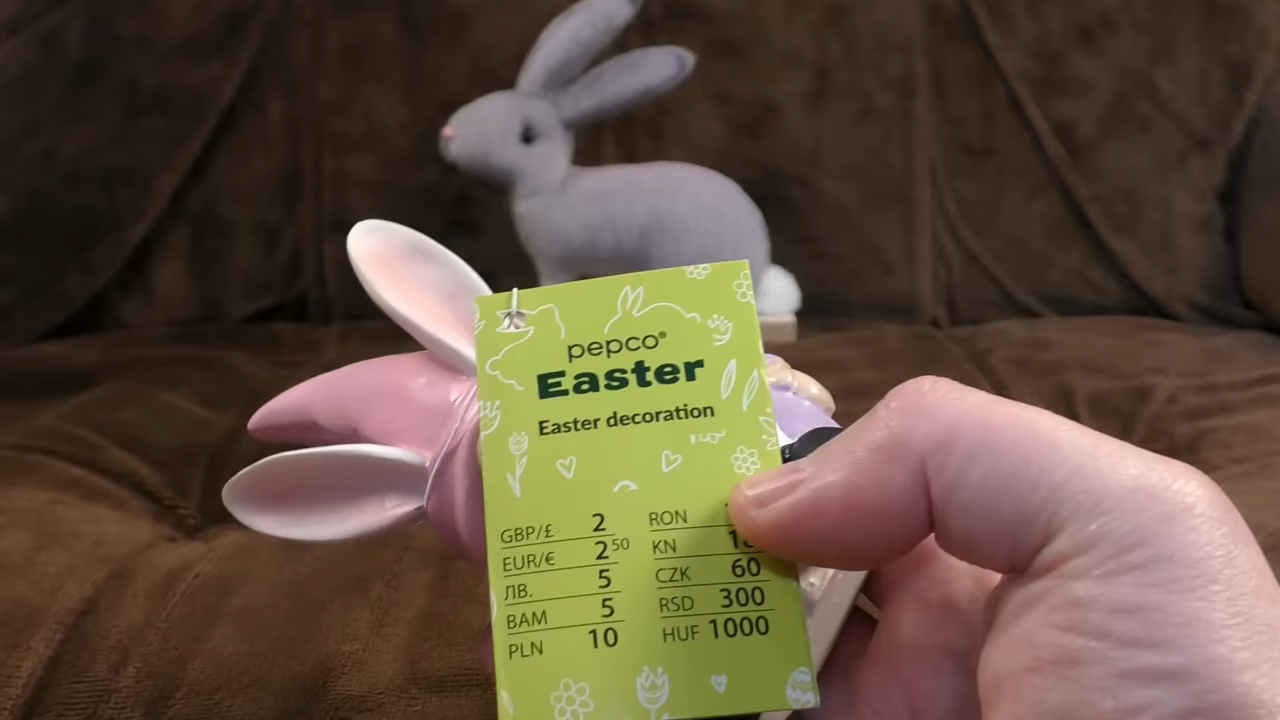 pepco®
Easter
Easter decoration
GBP/£ 2
EUR/€ 2 50
ЛВ. 5
BAM 5
PLN 10
RON
KN
CZK 60
RSD 300
HUF 1000